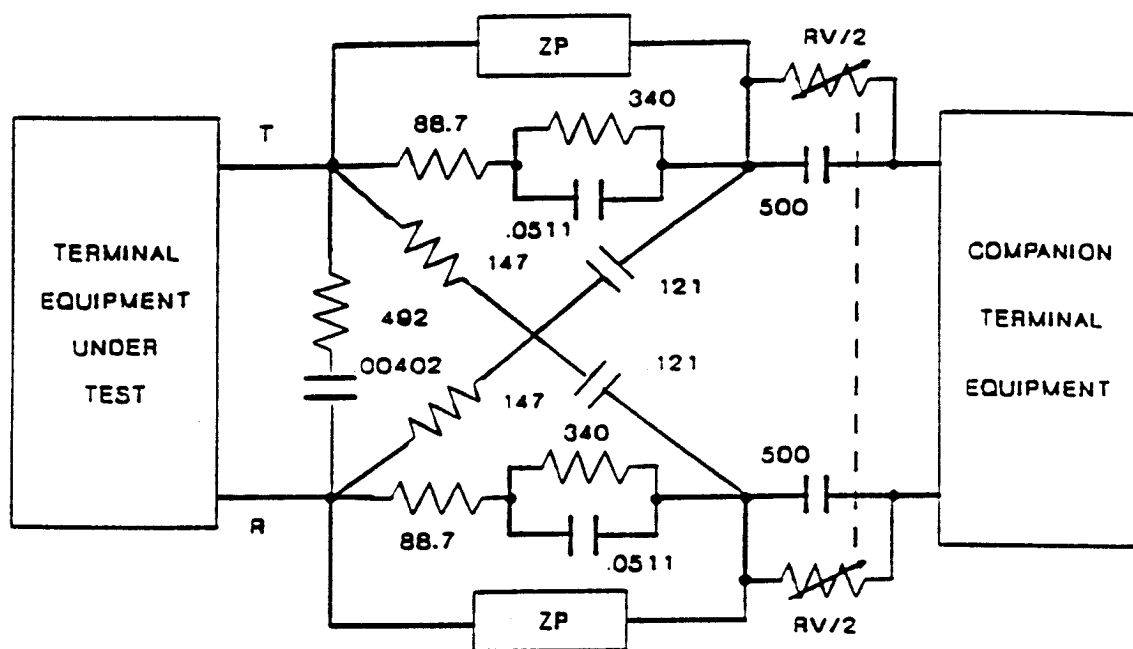 ZP
RV/2
340
88.7
T
.0511
500
TERMINAL
EQUIPMENT
UNDER
TEST
147
121
COMPANION
TERMINAL
EQUIPMENT
492
.00402
121
147
340
500
R
88.7
.0511
ZP
RV/2